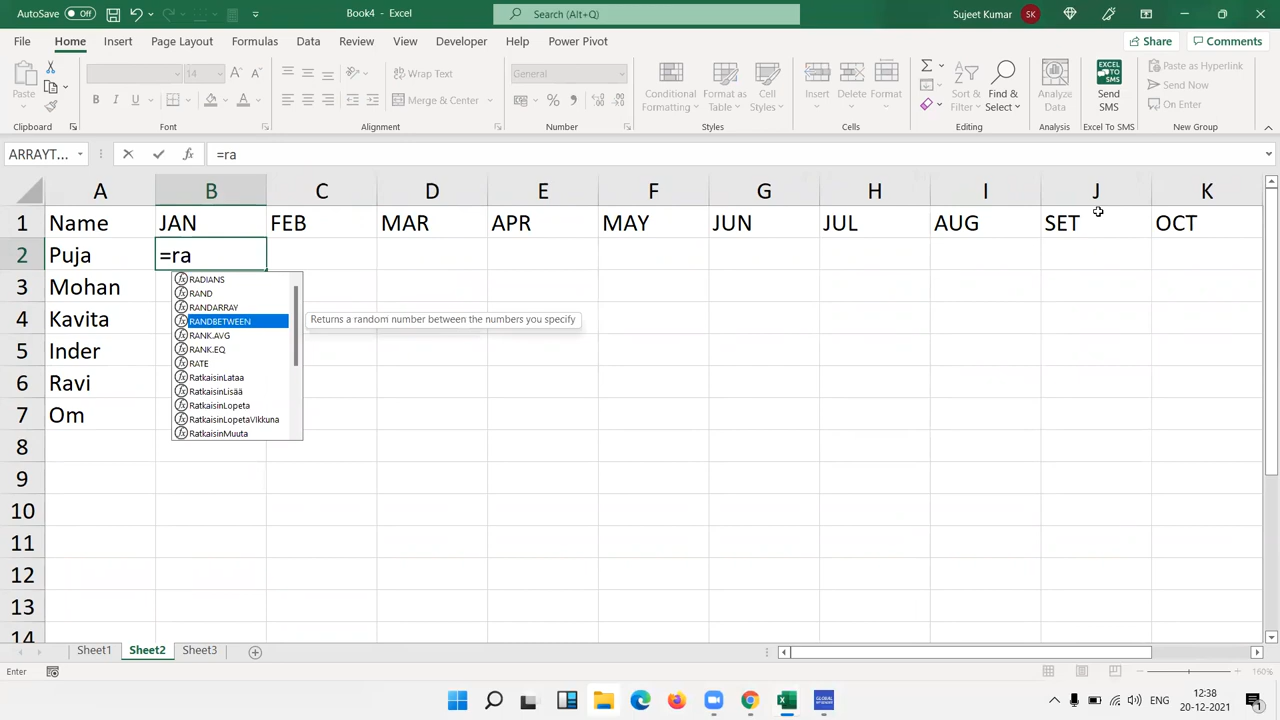 AutoSave Off Book4 - Excel Search (Alt+Q) Sujeet Kumar SK
File Home Insert Page Layout Formulas Data Review View Developer Help Power Pivot Share Comments
Paste 14 Wrap Text General Conditional Formatting Format as Table Cell Styles Insert Delete Format Sort & Filter Find & Select Analyze Data Excel To SMS Send SMS Paste as Hyperlink
Merge & Center Send Now
B I U A % On Enter
Clipboard Font Alignment Number Styles Cells Editing Analysis Excel To SMS New Group
ARRAYT... fx =ra
A B C D E F G H I J K
1 Name JAN FEB MAR APR MAY JUN JUL AUG SET OCT
2 Puja =ra
RADIANS
3 Mohan
RAND
RANDARRAY
4 Kavita
RANDBETWEEN Returns a random number between the numbers you specify
RANK.AVG
5 Inder
RANK.EQ
RATE
6 Ravi
RatkaisinLataa
RatkaisinLisää
RatkaisinLopeta
7 Om
RatkaisinLopetaVIkkuna
RatkaisinMuuta
8
9
10
11
12
13
14
Sheet1 Sheet2 Sheet3
Enter 160%
ENG 12:38
20-12-2021